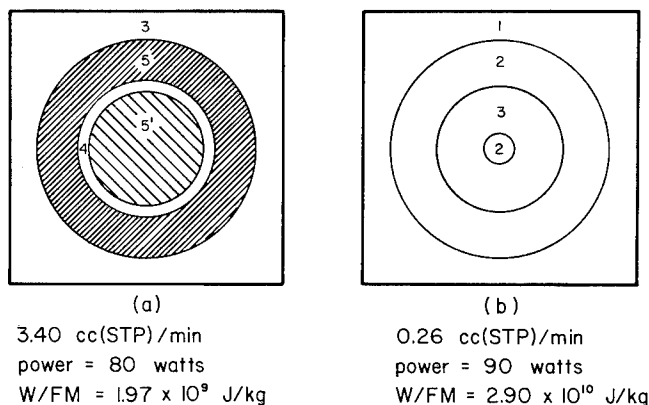 3
5
5'
4
(a)
3.40 cc(STP)/min
power = 80 watts
W/FM = 1.97 x 10⁹ J/kg
1
2
3
2
(b)
0.26 cc(STP)/min
power = 90 watts
W/FM = 2.90 x 10¹⁰ J/kg